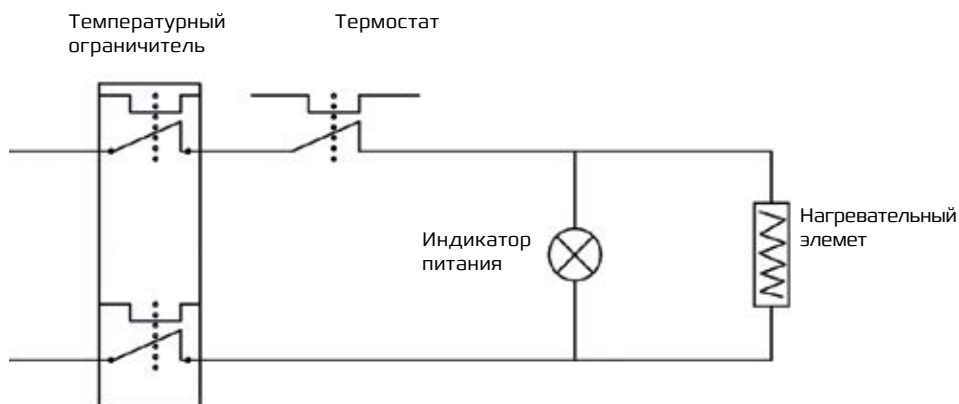 Температурный
ограничитель
Термостат
Индикатор
питания
Нагревательный
элемет